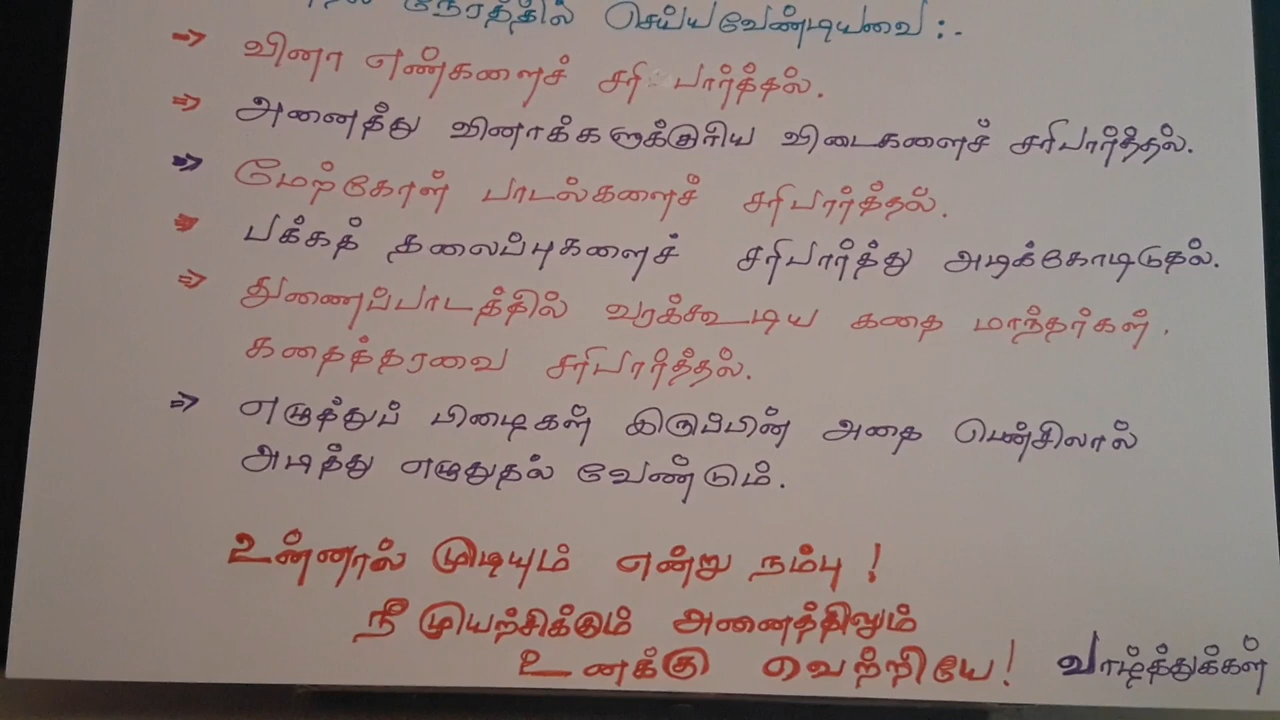 நேரத்தில் செய்யவேண்டியவை :-
⇒ வினா எண்களைச் சரி பார்த்தல்.
⇒ அனைத்து வினாக்களுக்குரிய விடைகளைச் சரிபார்த்தல்.
⇒ மேற்கோள் பாடல்களைச் சரிபார்த்தல்.
⇒ பக்கத் தலைப்புகளைச் சரிபார்த்து அடிக்கோடிடுதல்.
⇒ துணைப்பாடத்தில் வரக்கூடிய கதை மாந்தர்கள்,
கதைத்தரவை சரிபார்த்தல்.
⇒ எழுத்துப் பிழைகள் இருப்பின் அதை பென்சிலால்
அடித்து எழுதுதல் வேண்டும்.
உன்னால் முடியும் என்று நம்பு!
நீ முயற்சிக்கும் அனைத்திலும்
உனக்கு வெற்றியே! வாழ்த்துக்கள்